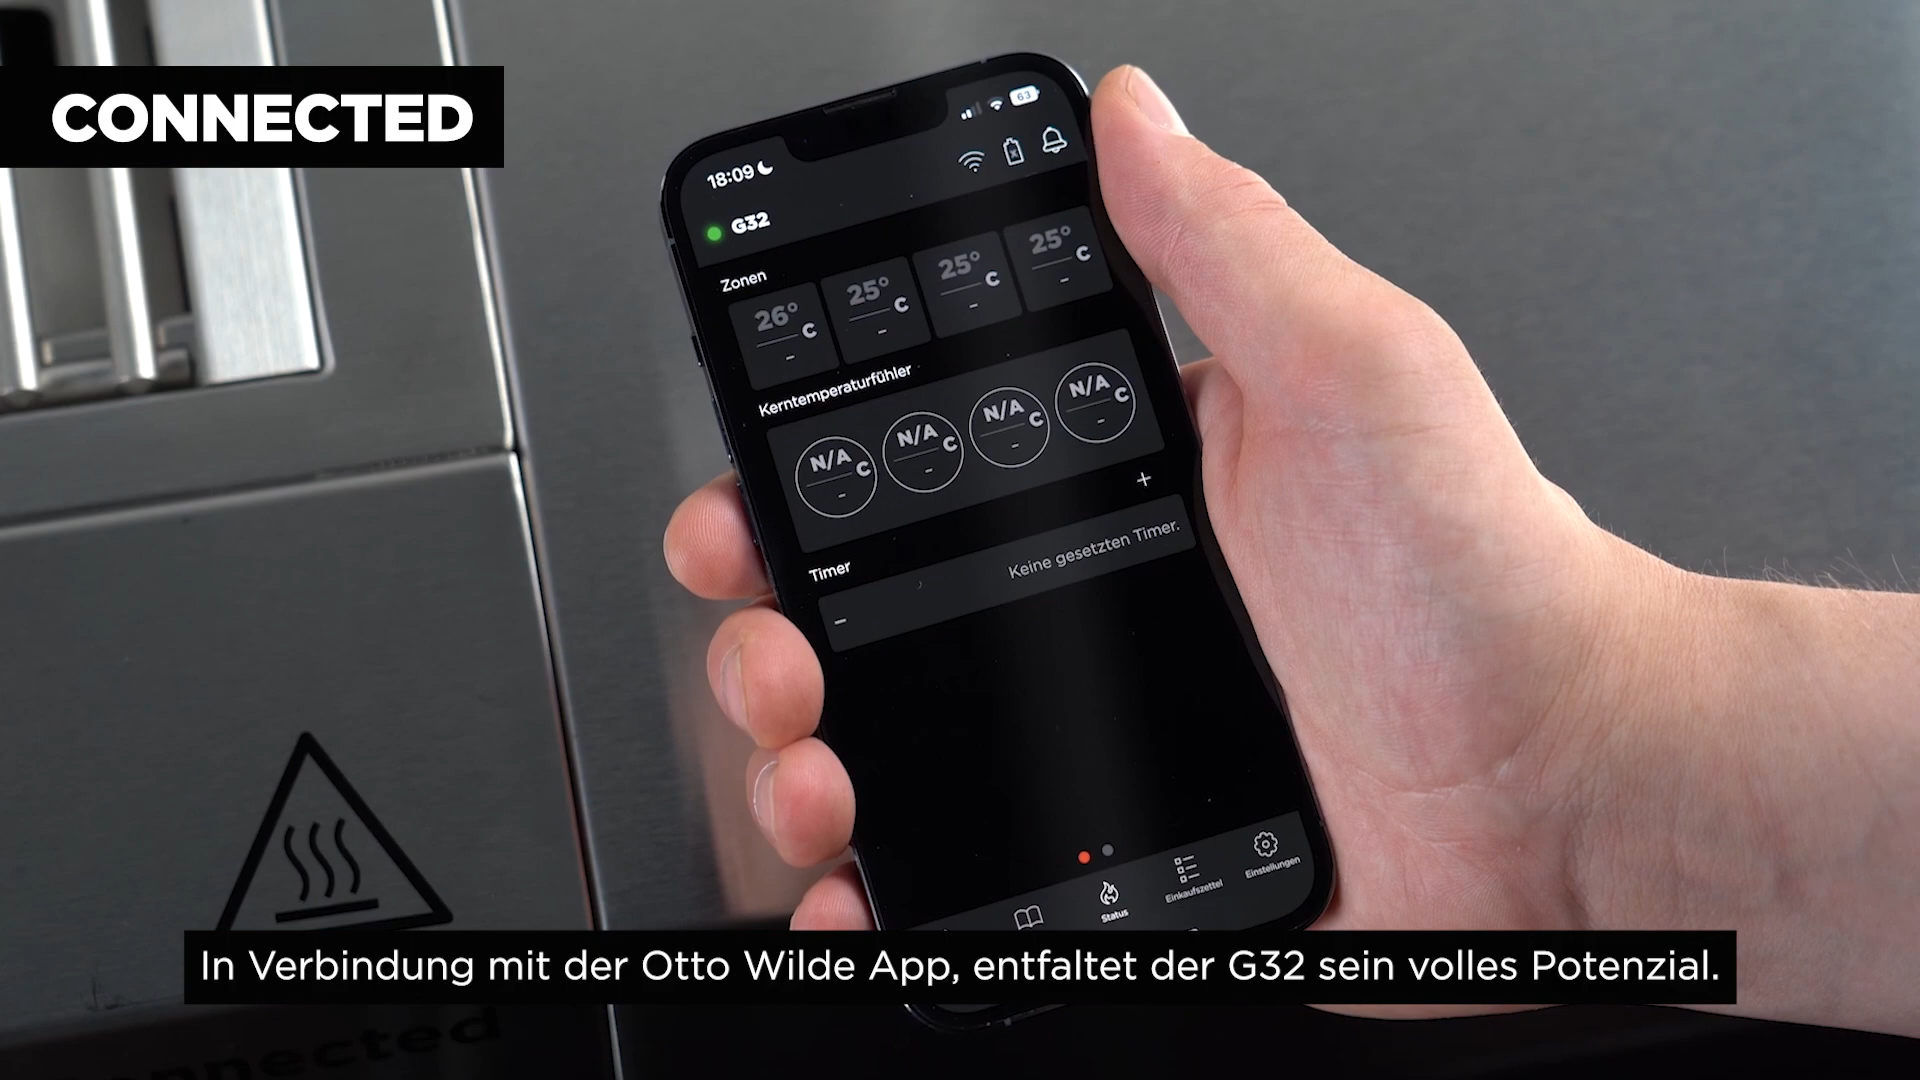 CONNECTED
63
18:09
G32
Zonen
26° C
-
25° C
-
25° C
-
25° C
-
Kerntemperaturfühler
N/A C
-
N/A C
-
N/A C
-
N/A C
-
+
Timer
Keine gesetzten Timer.
-
Status
Einkaufszettel
Einstellungen
In Verbindung mit der Otto Wilde App, entfaltet der G32 sein volles Potenzial.